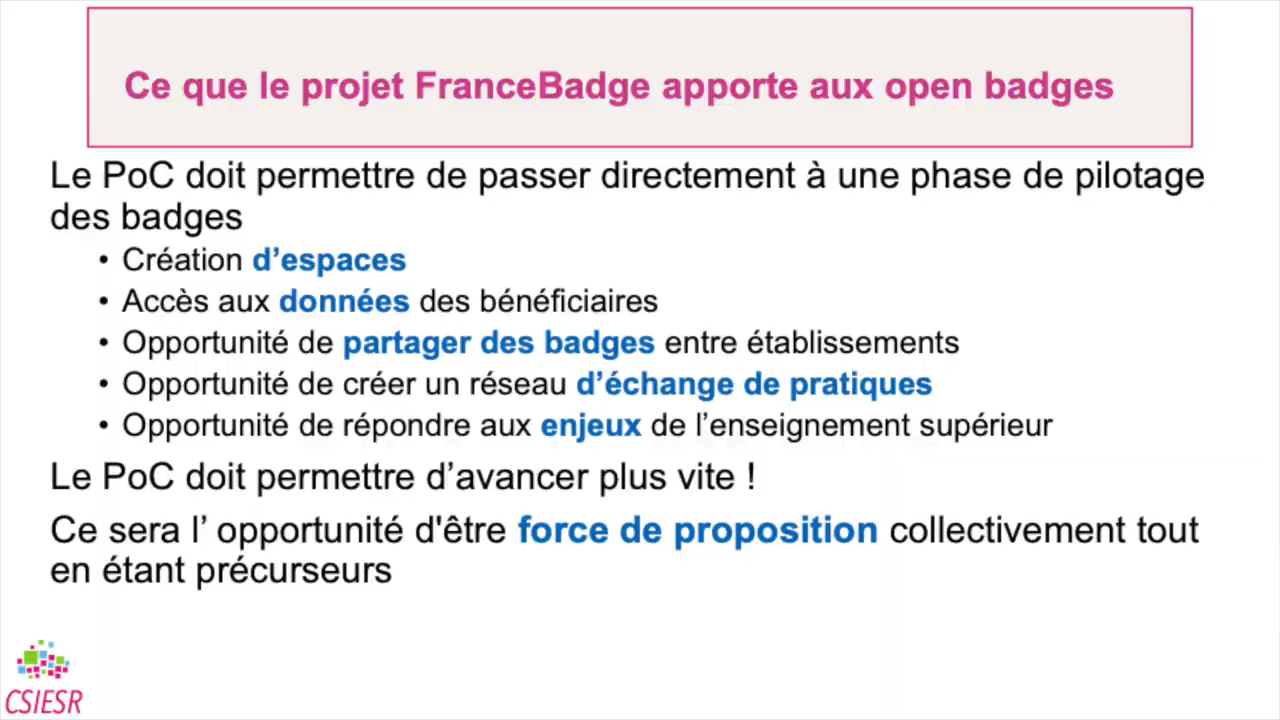 Ce que le projet FranceBadge apporte aux open badges
Le PoC doit permettre de passer directement à une phase de pilotage
des badges
• Création d’espaces
• Accès aux données des bénéficiaires
• Opportunité de partager des badges entre établissements
• Opportunité de créer un réseau d’échange de pratiques
• Opportunité de répondre aux enjeux de l’enseignement supérieur
Le PoC doit permettre d’avancer plus vite !
Ce sera l’ opportunité d'être force de proposition collectivement tout
en étant précurseurs
CSIESR